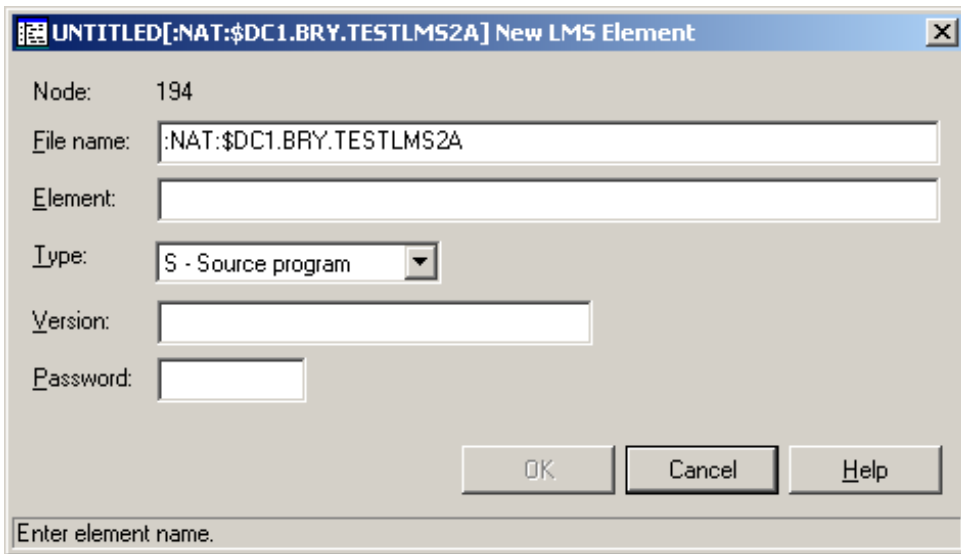 UNTITLED[:NAT:$DC1.BRY.TESTLMS2A] New LMS Element
Node: 194
File name: :NAT:$DC1.BRY.TESTLMS2A
Element:
Type: S - Source program
Version:
Password:
OK Cancel Help
Enter element name.